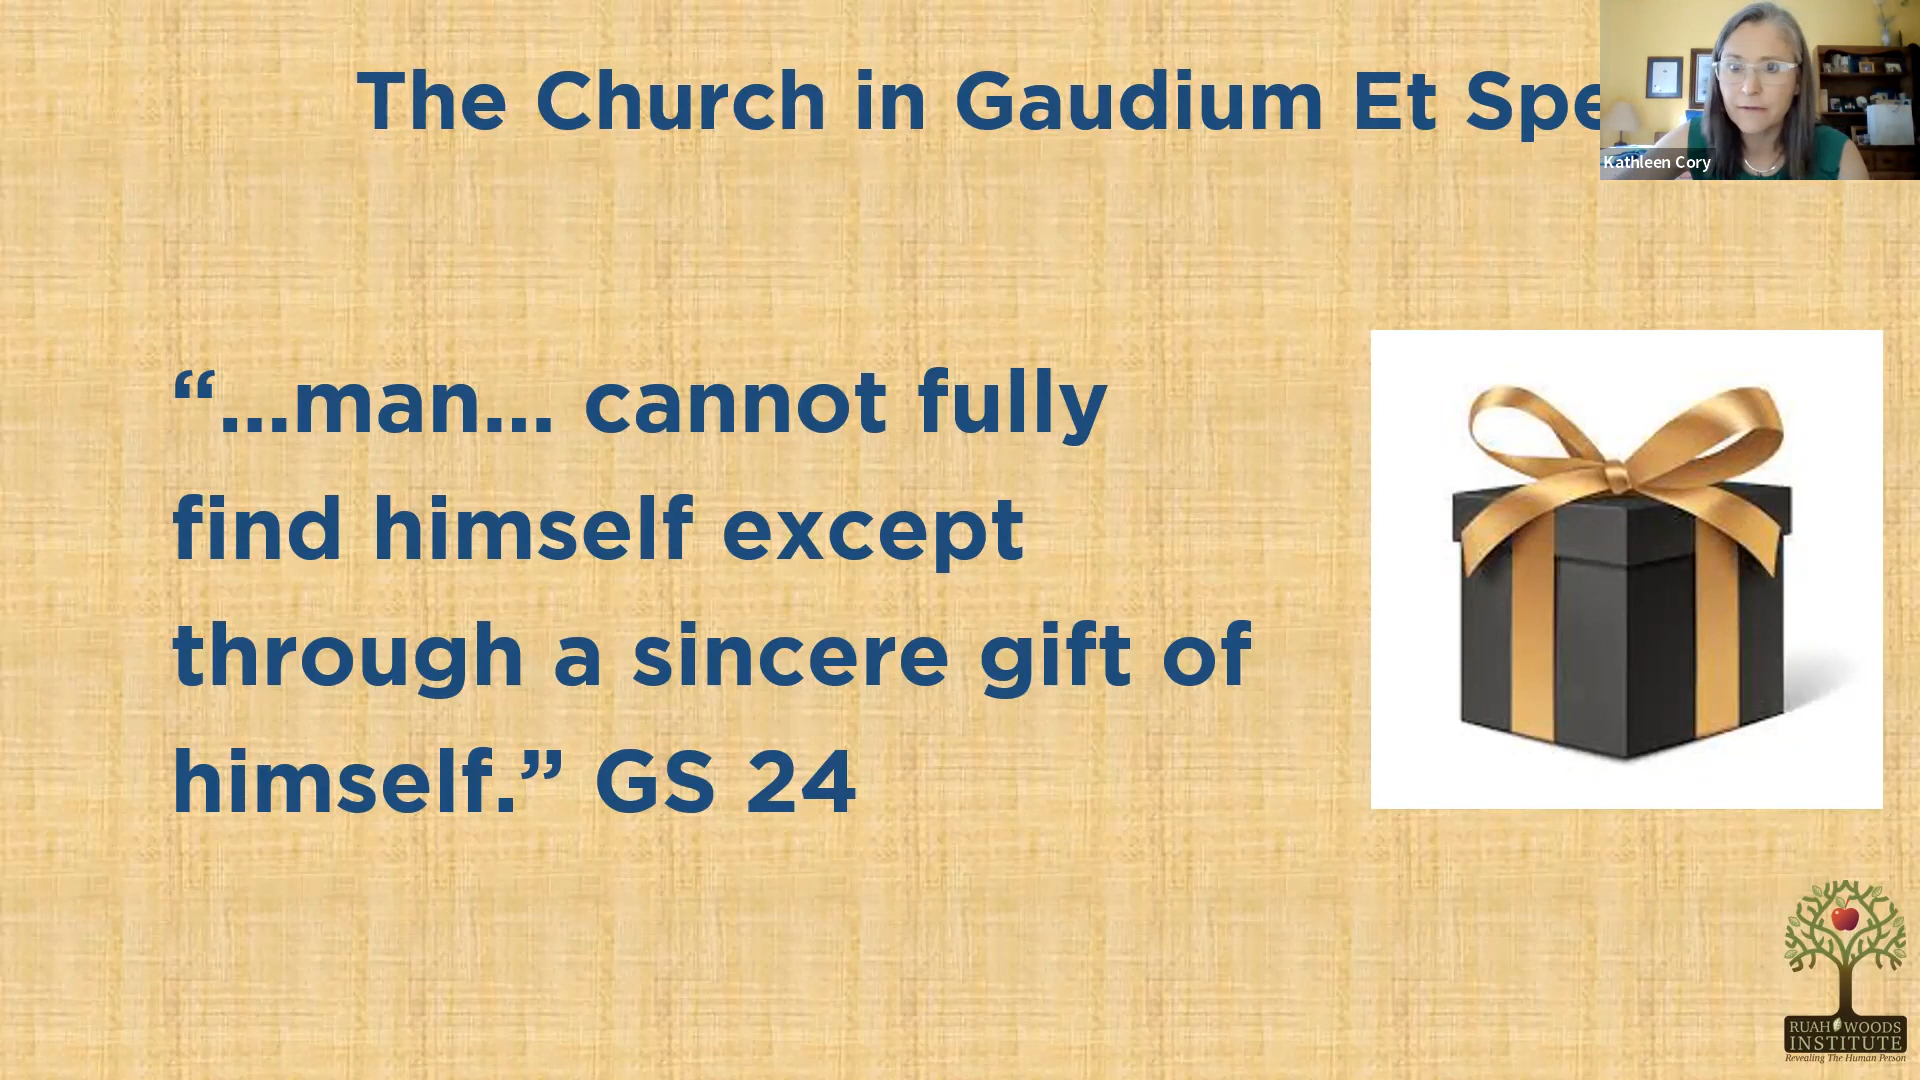 The Church in Gaudium Et Spe
Kathleen Cory
“...man... cannot fully
find himself except
through a sincere gift of
himself.” GS 24
RUAH WOODS
INSTITUTE
Revealing The Human Person